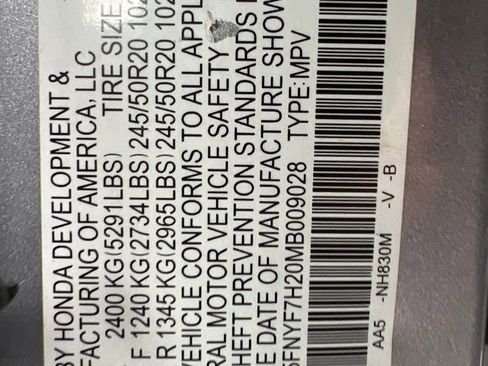 BY HONDA DEVELOPMENT &
FACTURING OF AMERICA, LLC
2400 KG(5291LBS) TIRE SIZE
F 1240 KG(2734LBS)245/50R20 102
R 1345 KG(2965LBS)245/50R20 102
VEHICLE CONFORMS TO ALL APPL
RAL MOTOR VEHICLE SAFETY
HEFT PREVENTION STANDARDS
E DATE OF MANUFACTURE SHOW
5FNYF7H20MB009028 TYPE:MPV
AA5 -NH830M -V -B